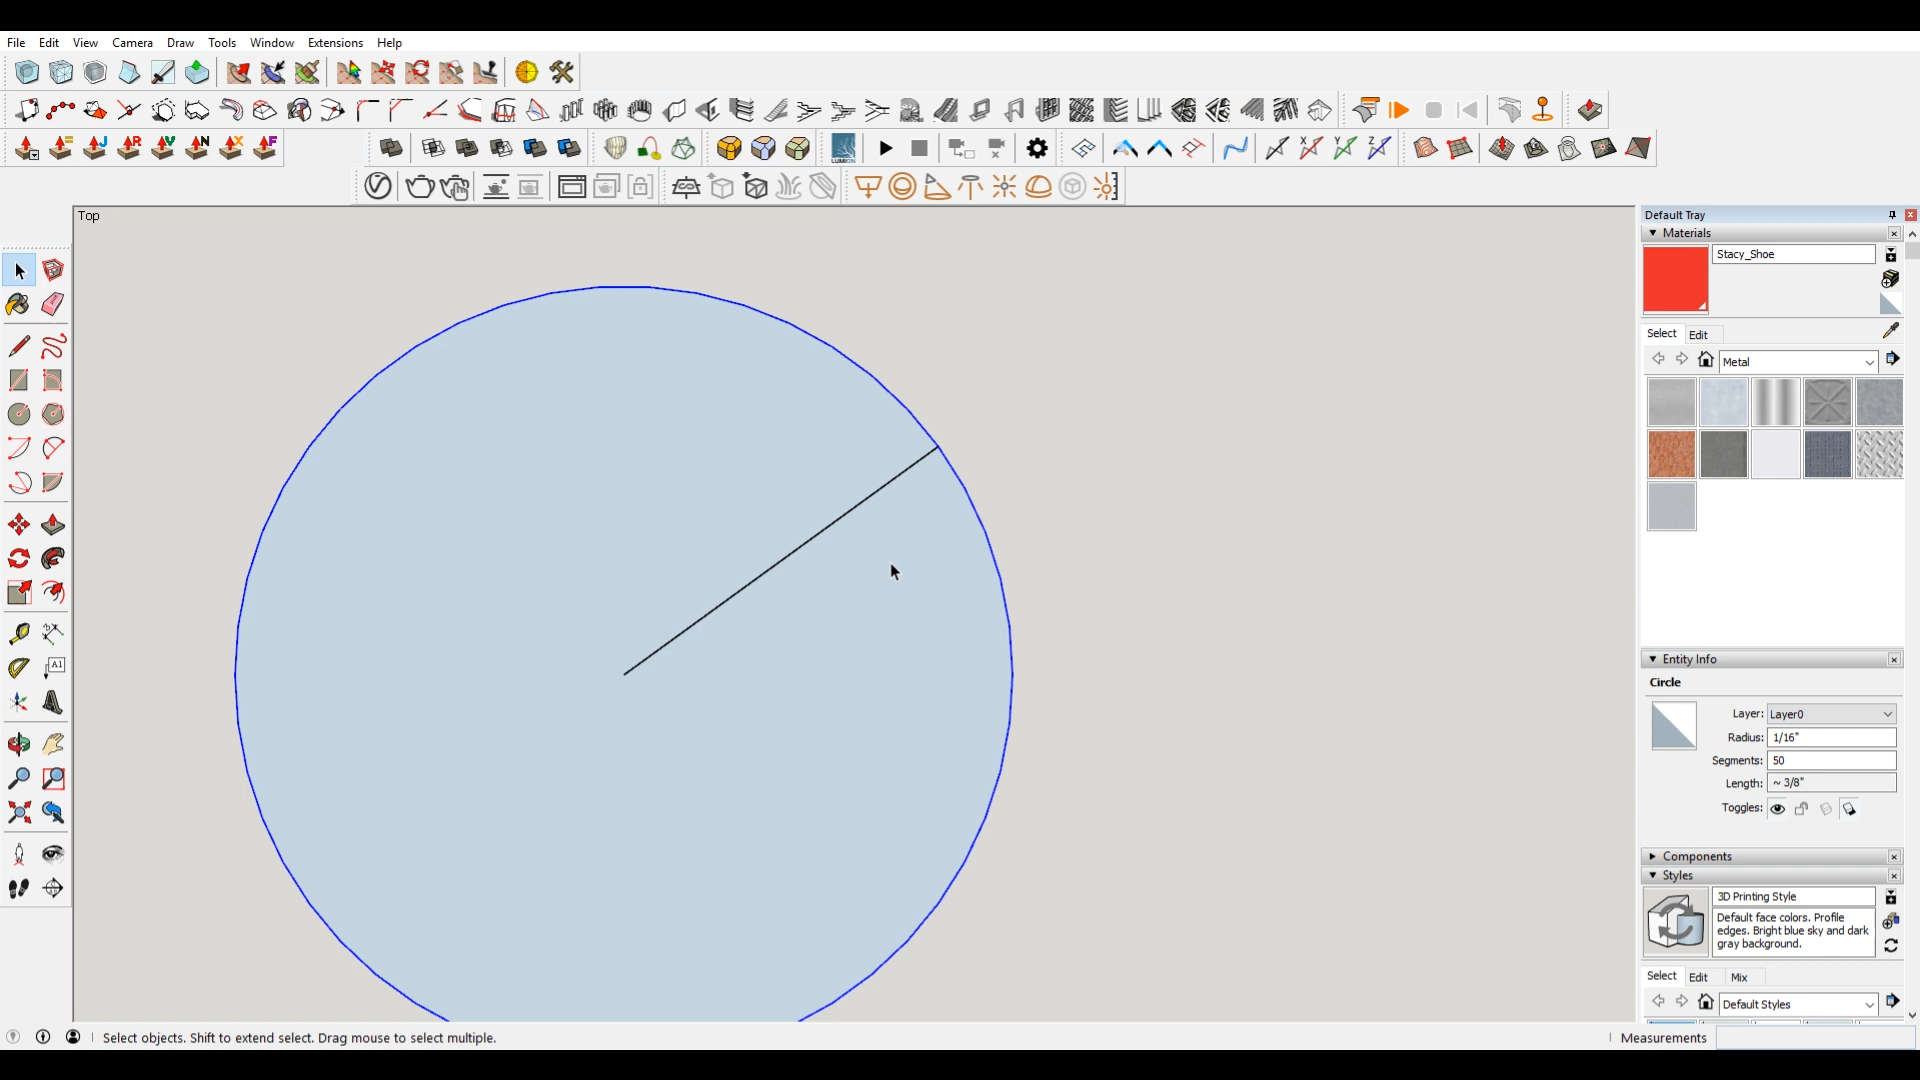 File Edit View Camera Draw Tools Window Extensions Help
J R V N X F
LUMION
X Y Z
Top
Default Tray
Materials
Stacy_Shoe
Select Edit
Metal
A1
Entity Info
Circle
Layer: Layer0
Radius: 1/16"
Segments: 50
Length: ~ 3/8"
Toggles:
Components
Styles
3D Printing Style
Default face colors. Profile
edges. Bright blue sky and dark
gray background.
Select Edit Mix
Default Styles
Select objects. Shift to extend select. Drag mouse to select multiple.
Measurements